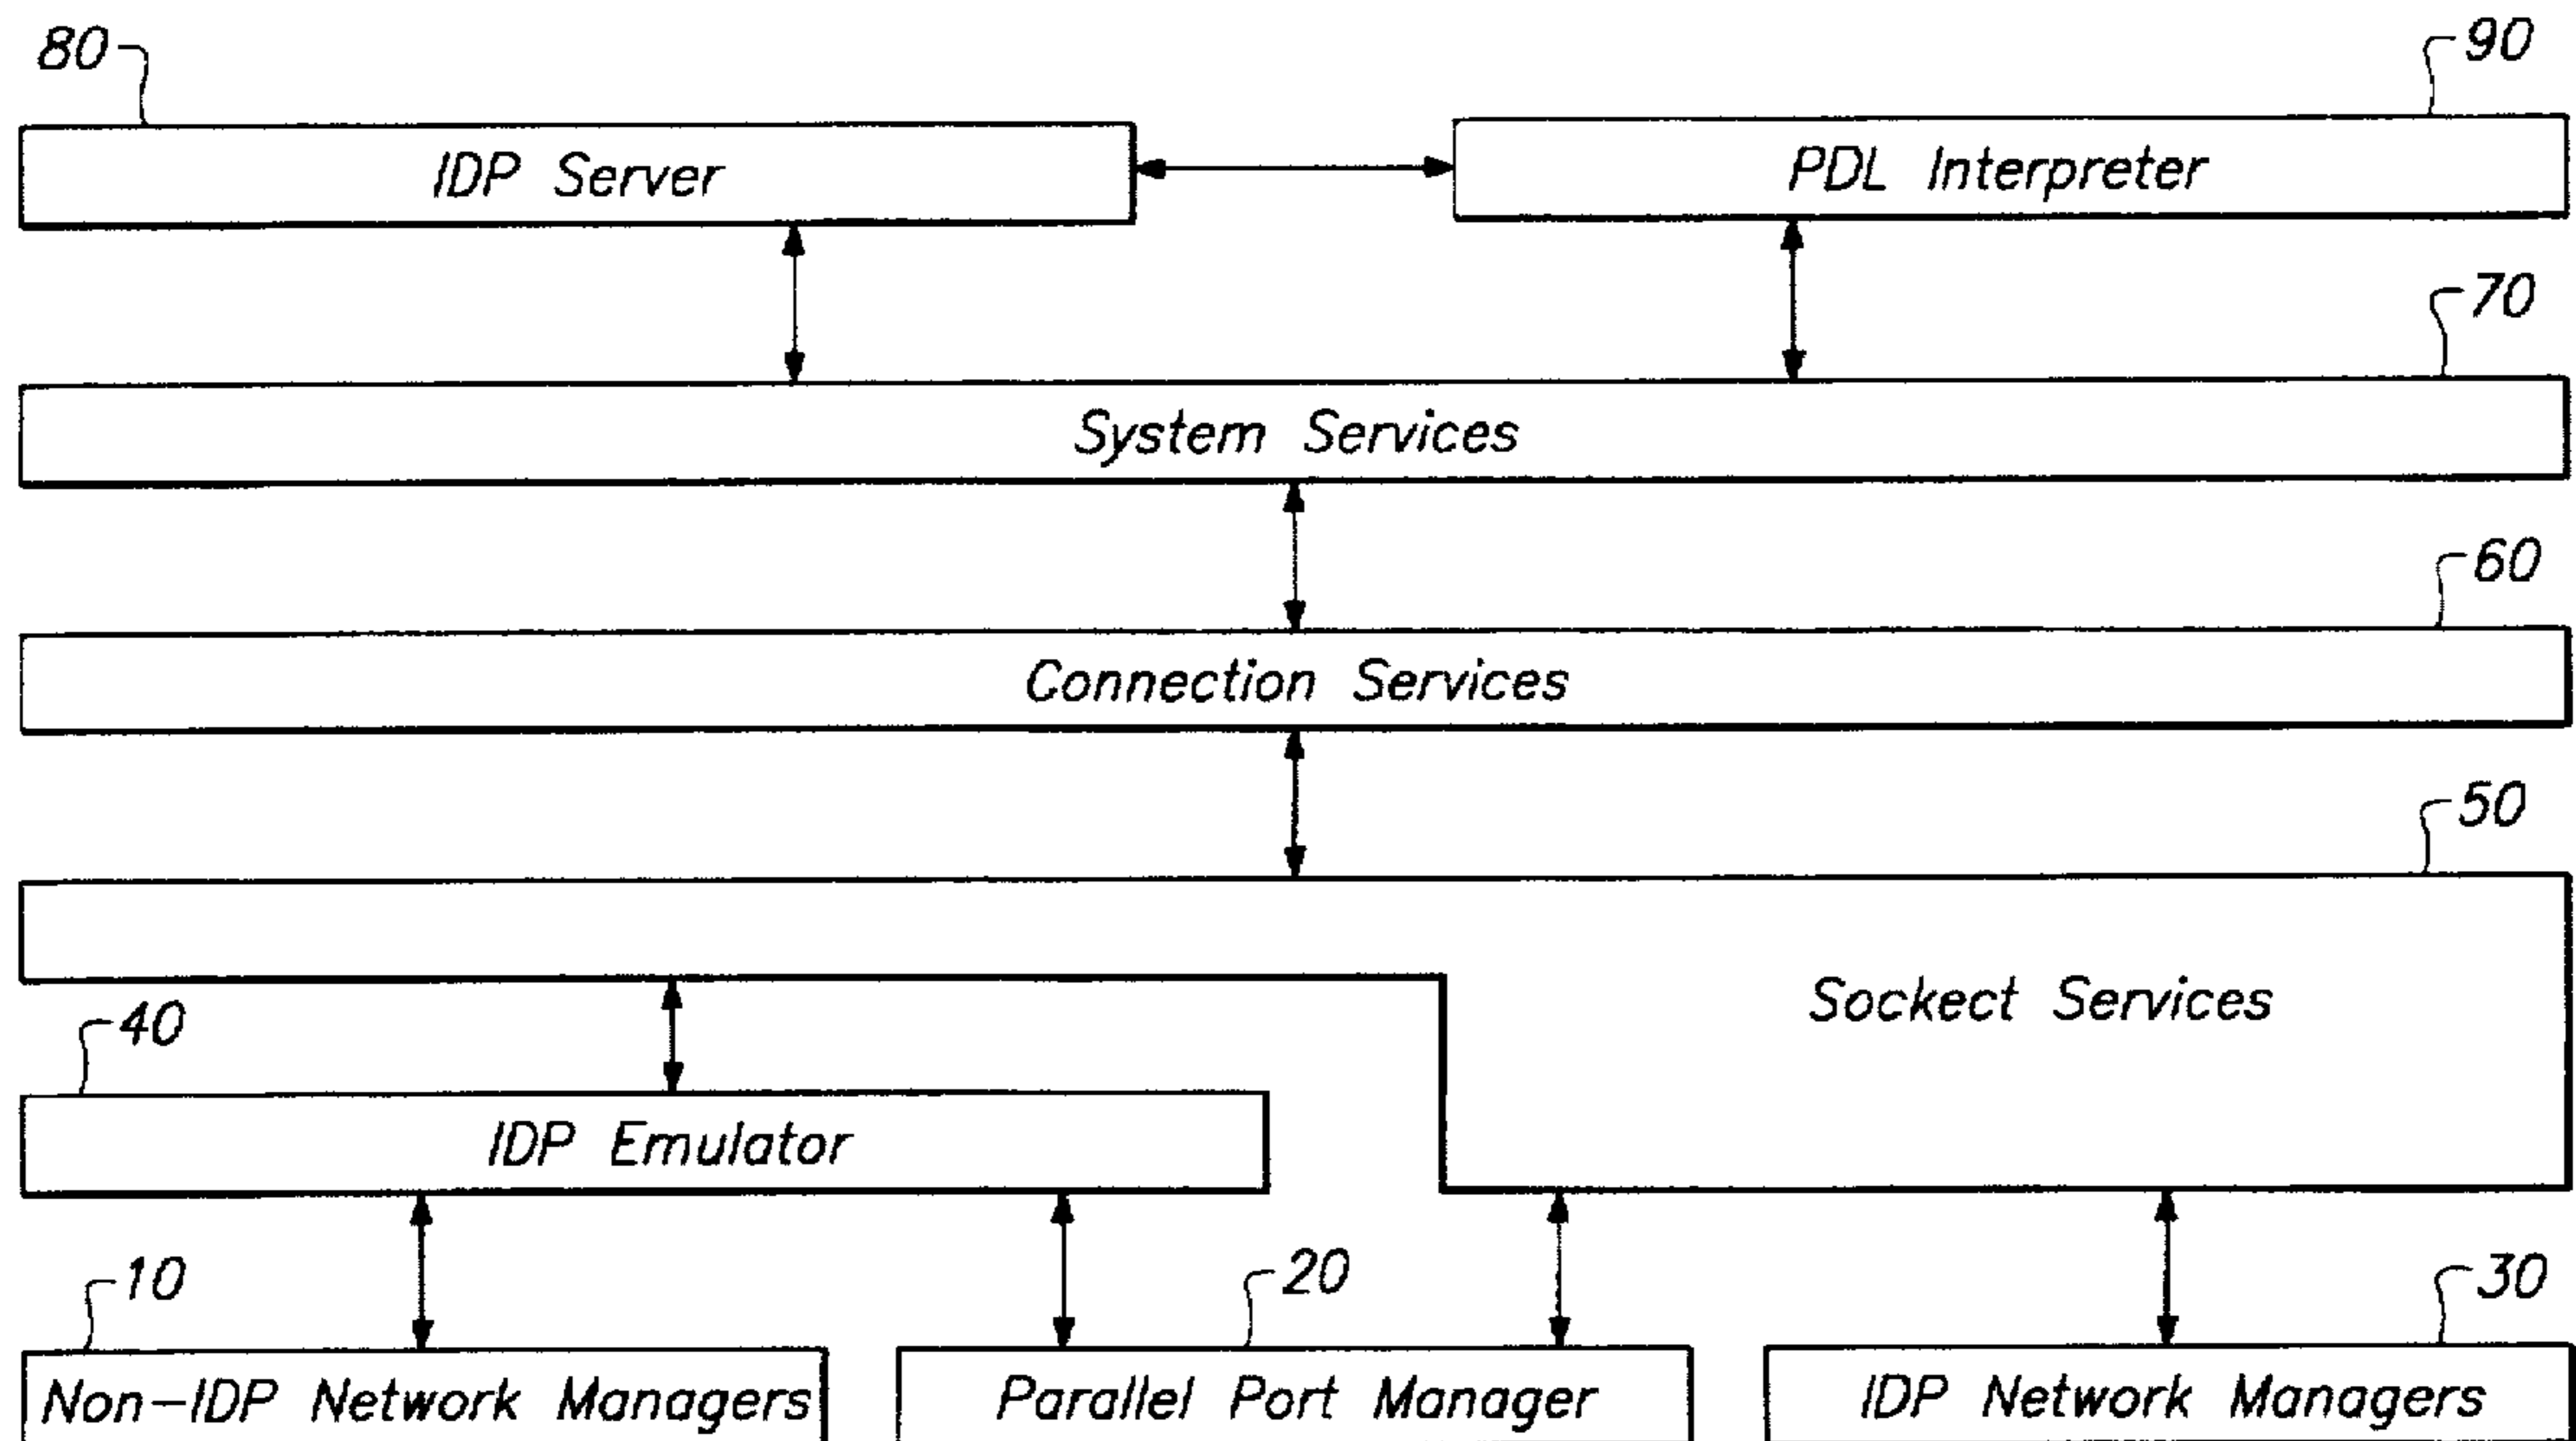 80
90
IDP Server
PDL Interpreter
70
System Services
60
Connection Services
50
Sockect Services
40
IDP Emulator
10
20
30
Non-IDP Network Managers
Parallel Port Manager
IDP Network Managers